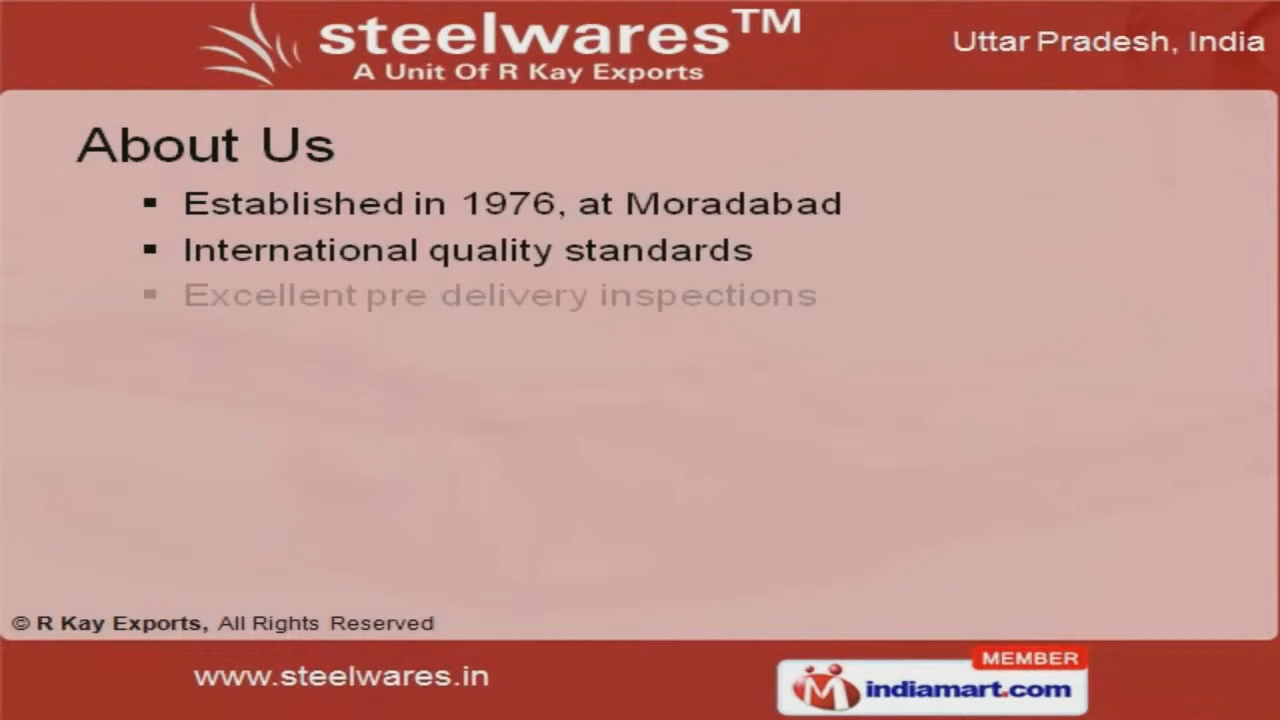 steelwares™
A Unit Of R Kay Exports
Uttar Pradesh, India
About Us
▪ Established in 1976, at Moradabad
▪ International quality standards
▪ Excellent pre delivery inspections
© R Kay Exports, All Rights Reserved
www.steelwares.in
MEMBER
indiamart.com